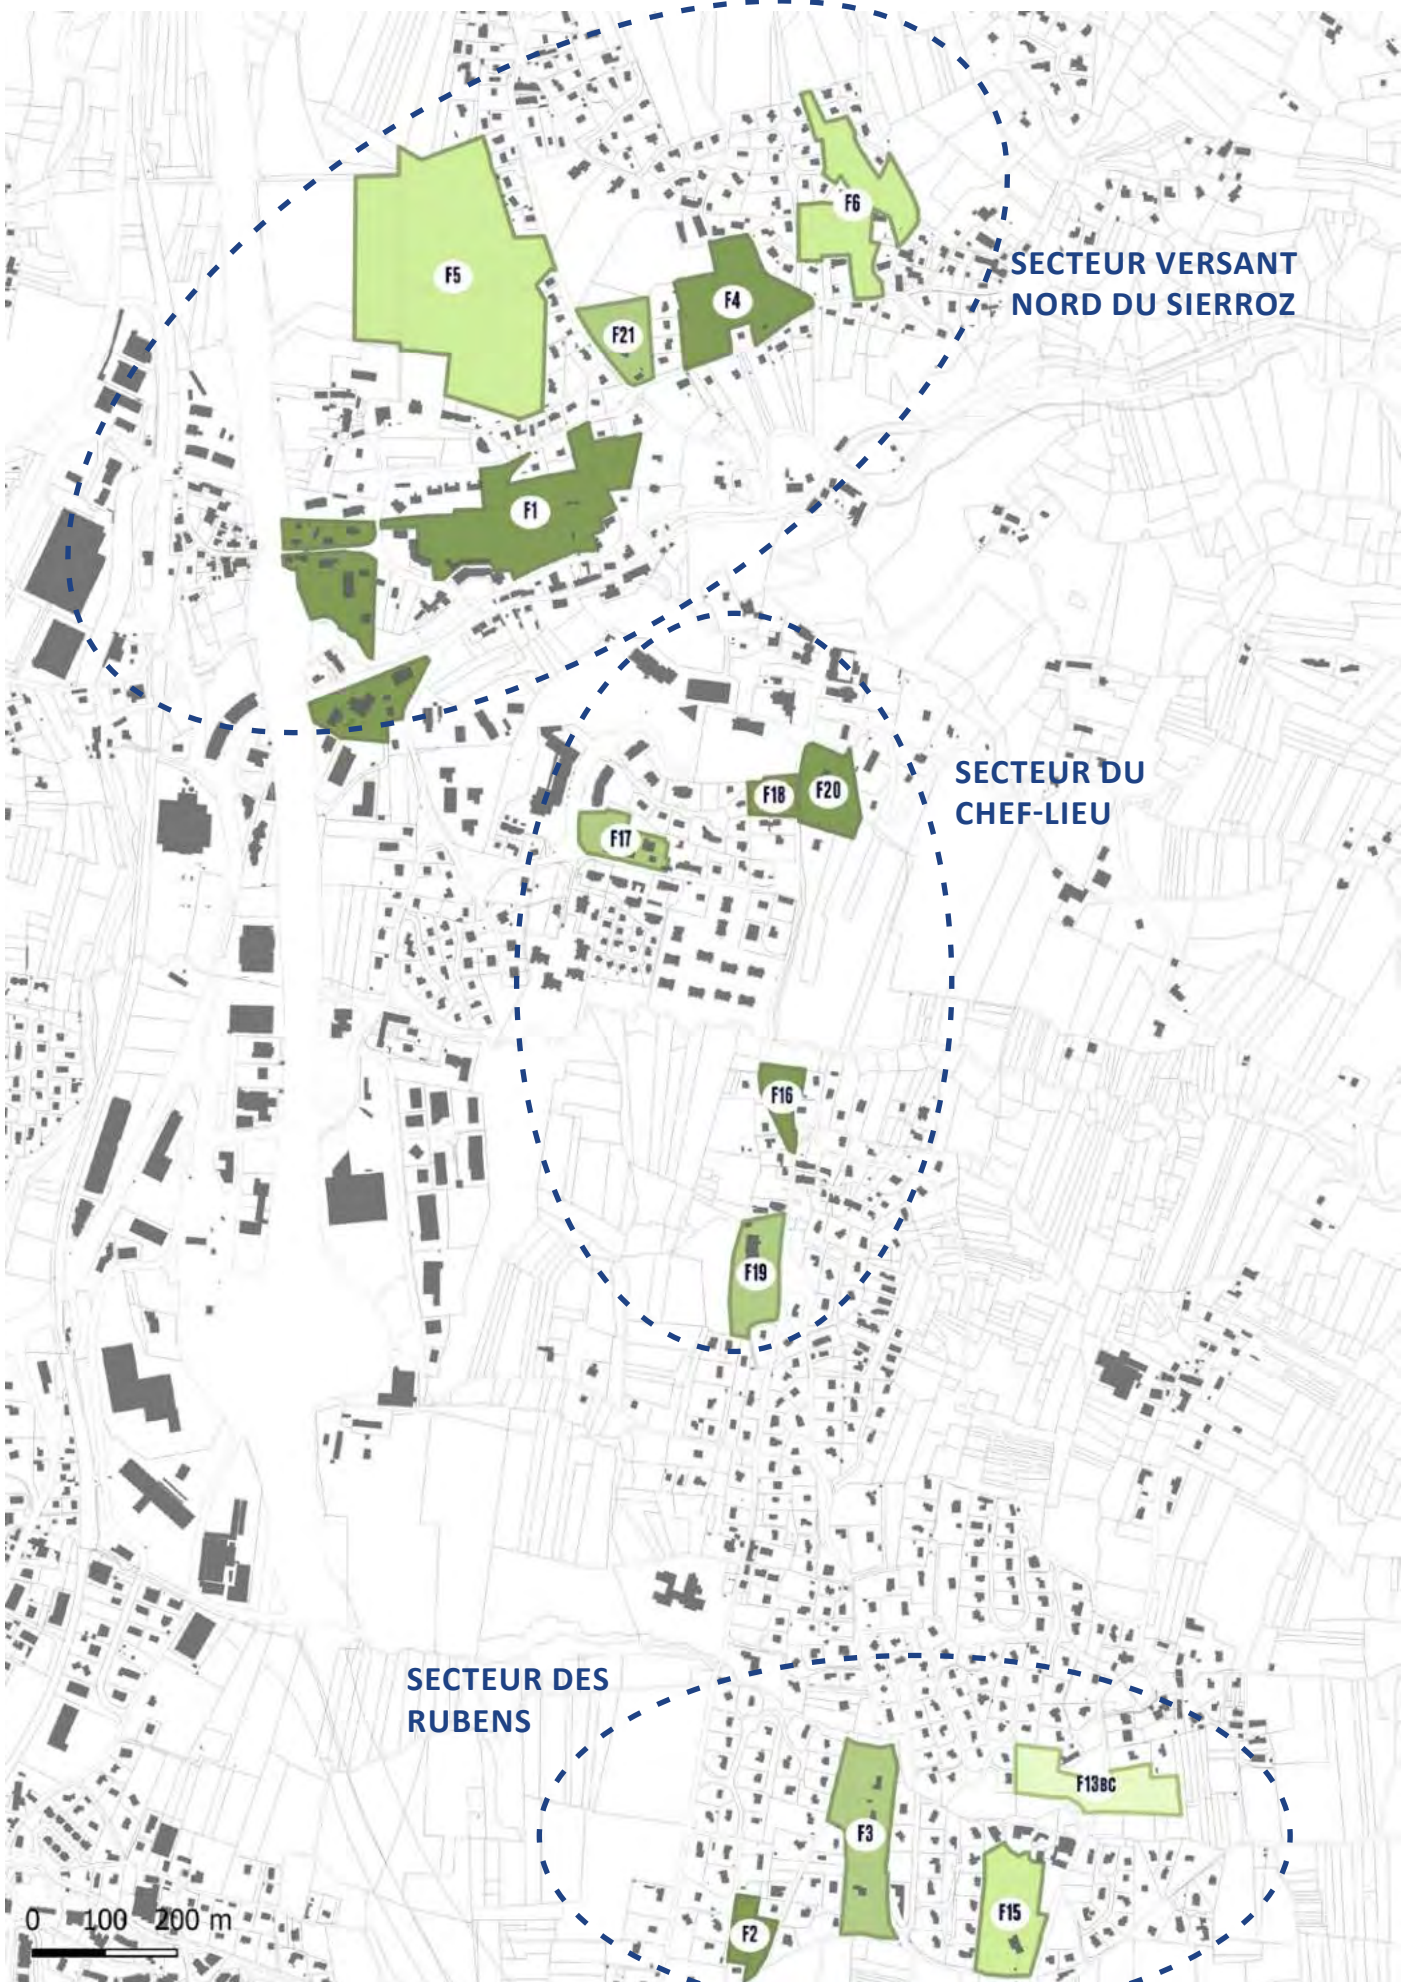 F6
SECTEUR VERSANT
NORD DU SIERROZ
F5
F4
F21
F1
SECTEUR DU
CHEF-LIEU
F18
F20
F17
F16
F19
SECTEUR DES
RUBENS
F13BC
F3
F15
F2
0 100 200 m